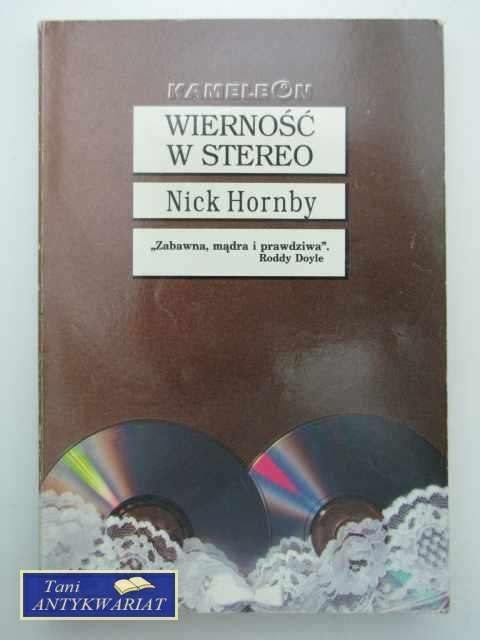 KAMELEON
WIERNOŚĆ
W STEREO
Nick Hornby
„Zabawna, mądra i prawdziwa”.
Roddy Doyle
Tani
ANTYKWARIAT